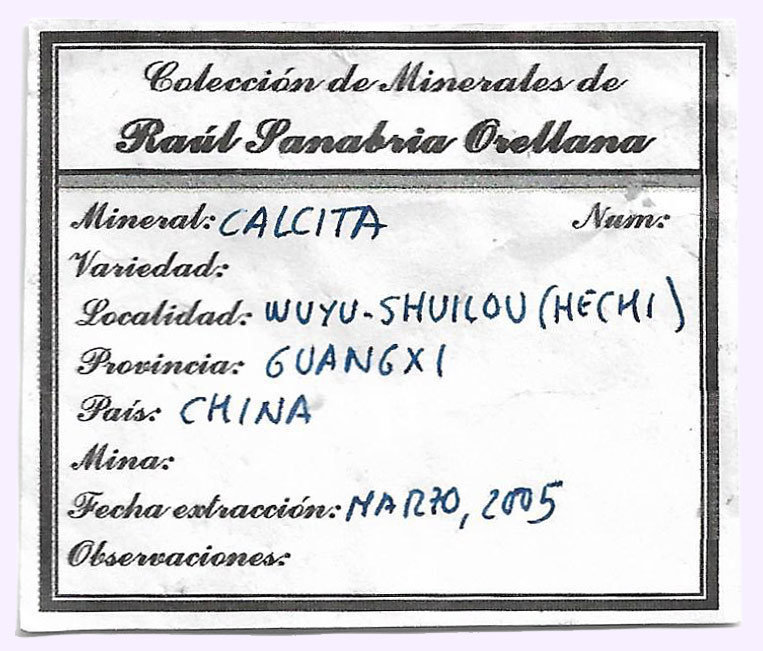 Colección de Minerales de
Raúl Sanabria Orellana
Mineral: CALCITA Num:
Variedad:
Localidad: WUYU-SHUILOU (HECHI)
Provincia: GUANGXI
País: CHINA
Mina:
Fecha extracción: MARZO, 2005
Observaciones: